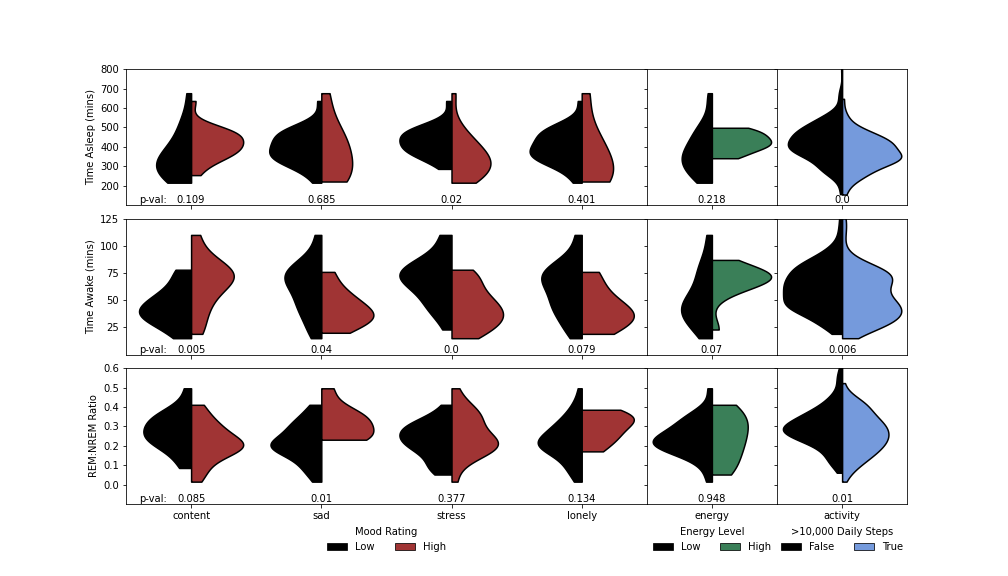 800
700
600
500
400
300
200
Time Asleep (mins)
p-val: 0.109 0.685 0.02 0.401 0.218 0.0
125
100
75
50
25
Time Awake (mins)
p-val: 0.005 0.04 0.0 0.079 0.07 0.006
0.6
0.5
0.4
0.3
0.2
0.1
0.0
REM:NREM Ratio
p-val: 0.085 0.01 0.377 0.134 0.948 0.01
content sad stress lonely energy activity
Mood Rating Energy Level >10,000 Daily Steps
Low High Low High False True